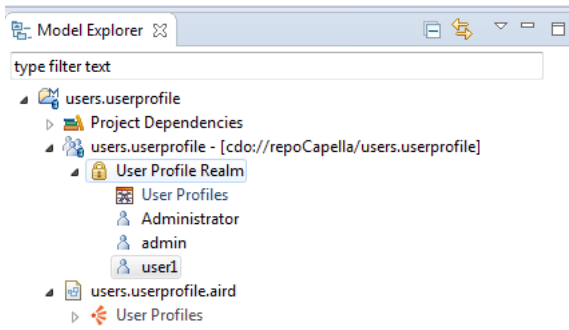 Model Explorer
type filter text
users.userprofile
Project Dependencies
users.userprofile - [cdo://repoCapella/users.userprofile]
User Profile Realm
User Profiles
Administrator
admin
user1
users.userprofile.aird
User Profiles